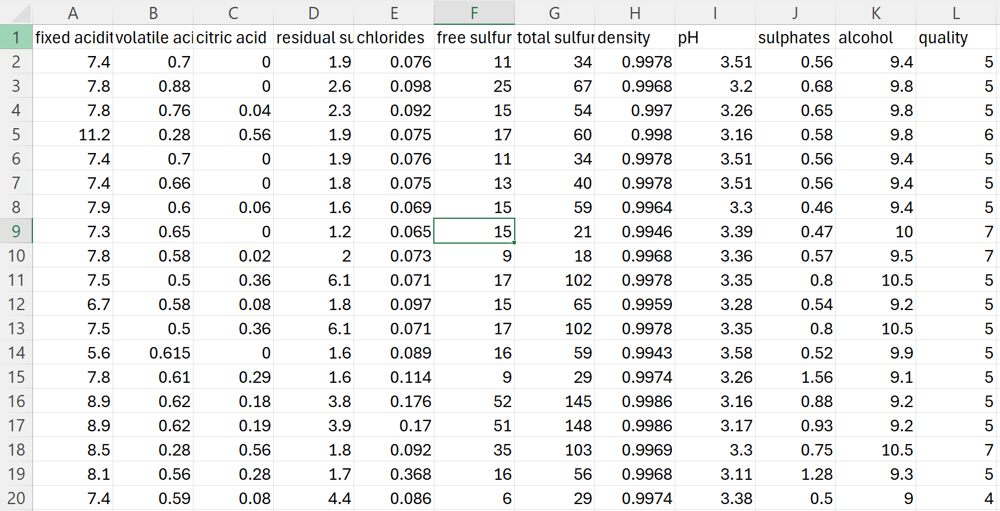 A B C D E F G H I J K L
1 fixed acidit volatile aci citric acid residual su chlorides free sulfur total sulfur density pH sulphates alcohol quality
2 7.4 0.7 0 1.9 0.076 11 34 0.9978 3.51 0.56 9.4 5
3 7.8 0.88 0 2.6 0.098 25 67 0.9968 3.2 0.68 9.8 5
4 7.8 0.76 0.04 2.3 0.092 15 54 0.997 3.26 0.65 9.8 5
5 11.2 0.28 0.56 1.9 0.075 17 60 0.998 3.16 0.58 9.8 6
6 7.4 0.7 0 1.9 0.076 11 34 0.9978 3.51 0.56 9.4 5
7 7.4 0.66 0 1.8 0.075 13 40 0.9978 3.51 0.56 9.4 5
8 7.9 0.6 0.06 1.6 0.069 15 59 0.9964 3.3 0.46 9.4 5
9 7.3 0.65 0 1.2 0.065 15 21 0.9946 3.39 0.47 10 7
10 7.8 0.58 0.02 2 0.073 9 18 0.9968 3.36 0.57 9.5 7
11 7.5 0.5 0.36 6.1 0.071 17 102 0.9978 3.35 0.8 10.5 5
12 6.7 0.58 0.08 1.8 0.097 15 65 0.9959 3.28 0.54 9.2 5
13 7.5 0.5 0.36 6.1 0.071 17 102 0.9978 3.35 0.8 10.5 5
14 5.6 0.615 0 1.6 0.089 16 59 0.9943 3.58 0.52 9.9 5
15 7.8 0.61 0.29 1.6 0.114 9 29 0.9974 3.26 1.56 9.1 5
16 8.9 0.62 0.18 3.8 0.176 52 145 0.9986 3.16 0.88 9.2 5
17 8.9 0.62 0.19 3.9 0.17 51 148 0.9986 3.17 0.93 9.2 5
18 8.5 0.28 0.56 1.8 0.092 35 103 0.9969 3.3 0.75 10.5 7
19 8.1 0.56 0.28 1.7 0.368 16 56 0.9968 3.11 1.28 9.3 5
20 7.4 0.59 0.08 4.4 0.086 6 29 0.9974 3.38 0.5 9 4